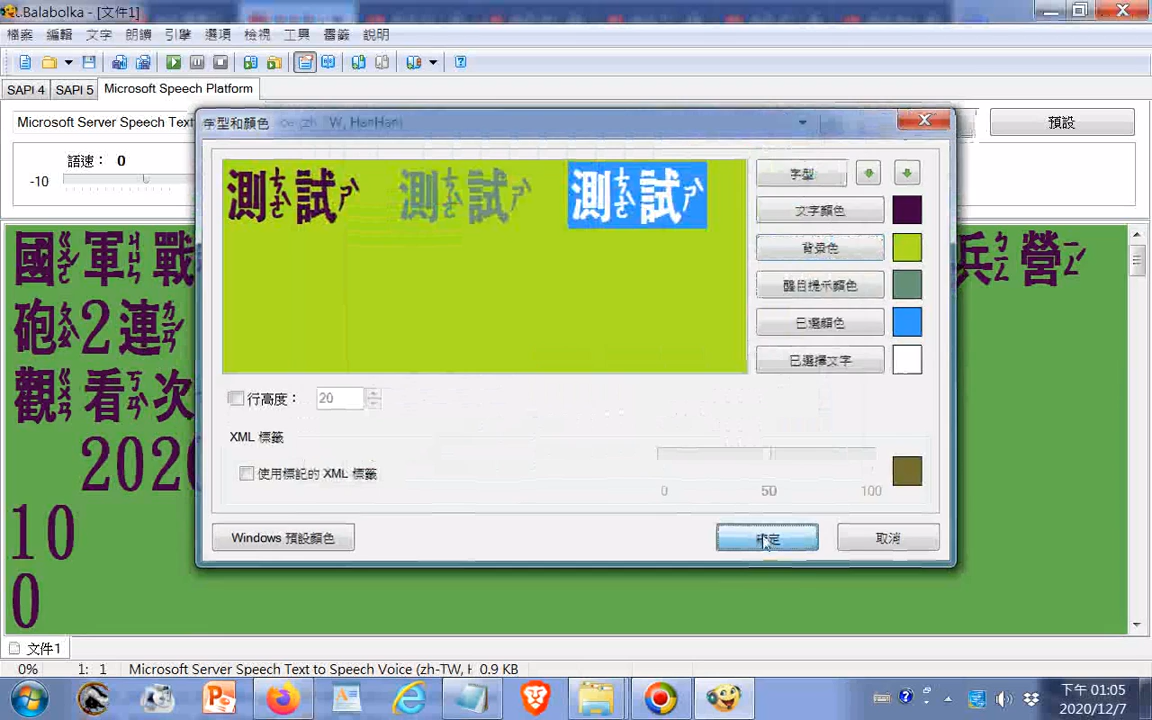 Balabolka - [文件1]
檔案 編輯 文字 朗讀 引擎 選項 檢視 工具 書籤 說明
SAPI 4 SAPI 5 Microsoft Speech Platform
Microsoft Server Speech Text
預設
語速： 0
-10
字型和顏色
測試 測試 測試
字型
文字顏色
背景色
醒目提示顏色
已選顏色
已選擇文字
行高度： 20
XML 標籤
使用標記的 XML 標籤
0 50 100
Windows 預設顏色 確定 取消
國軍戰 兵營
砲2連
觀看次
2020
10
0
文件1
0% 1: 1 Microsoft Server Speech Text to Speech Voice (zh-TW, H 0.9 KB
下午 01:05
2020/12/7